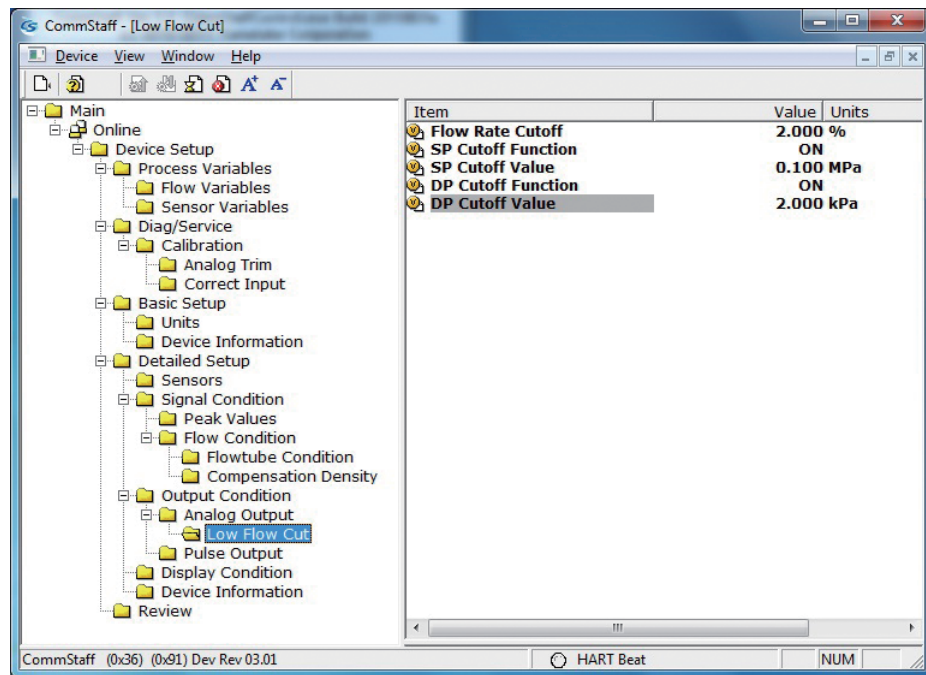 CommStaff - [Low Flow Cut]
Device View Window Help
Main
Online
Device Setup
Process Variables
Flow Variables
Sensor Variables
Diag/Service
Calibration
Analog Trim
Correct Input
Basic Setup
Units
Device Information
Detailed Setup
Sensors
Signal Condition
Peak Values
Flow Condition
Flowtube Condition
Compensation Density
Output Condition
Analog Output
Low Flow Cut
Pulse Output
Display Condition
Device Information
Review
Item Value Units
Flow Rate Cutoff 2.000 %
SP Cutoff Function ON
SP Cutoff Value 0.100 MPa
DP Cutoff Function ON
DP Cutoff Value 2.000 kPa
CommStaff (0x36) (0x91) Dev Rev 03.01 HART Beat NUM